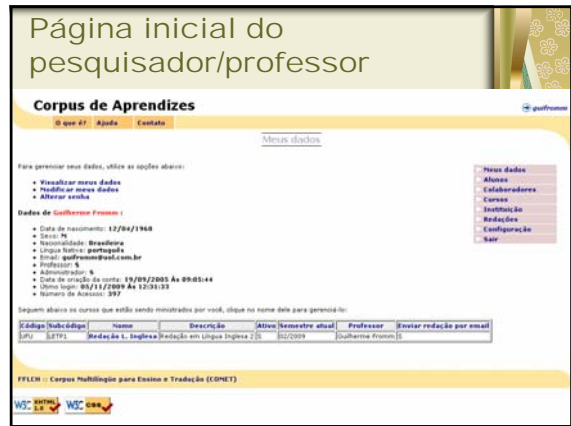 Página inicial do
pesquisador/professor
Corpus de Aprendizes
guifromm
O que é? Ajuda Contato
Meus dados
Para gerenciar seus dados, utilize as opções abaixo:
Visualizar meus dados
Modificar meus dados
Alterar senha
Dados de Guilherme Fromm :
Data de nascimento: 12/04/1968
Sexo: M
Nacionalidade: Brasileira
Língua Nativa: português
Email: guifromm@uol.com.br
Professor: S
Administrador: S
Data de criação da conta: 19/09/2005 Às 09:05:44
Último login: 05/11/2009 Às 12:31:33
Número de Acessos: 397
Meus dados
Alunos
Colaboradores
Cursos
Instituição
Redações
Configuração
Sair
Seguem abaixo os cursos que estão sendo ministrados por você, clique no nome dele para gerenciá-lo:
Código Subcódigo Nome Descrição Ativo Semestre atual Professor Enviar redação por email
UFU LETP1 Redação L. Inglesa Redação em Língua Inglesa 2 S 02/2009 Guilherme Fromm S
FFLCH :: Corpus Multilíngüe para Ensino e Tradução (COMET)
W3C XHTML 1.0 W3C CSS